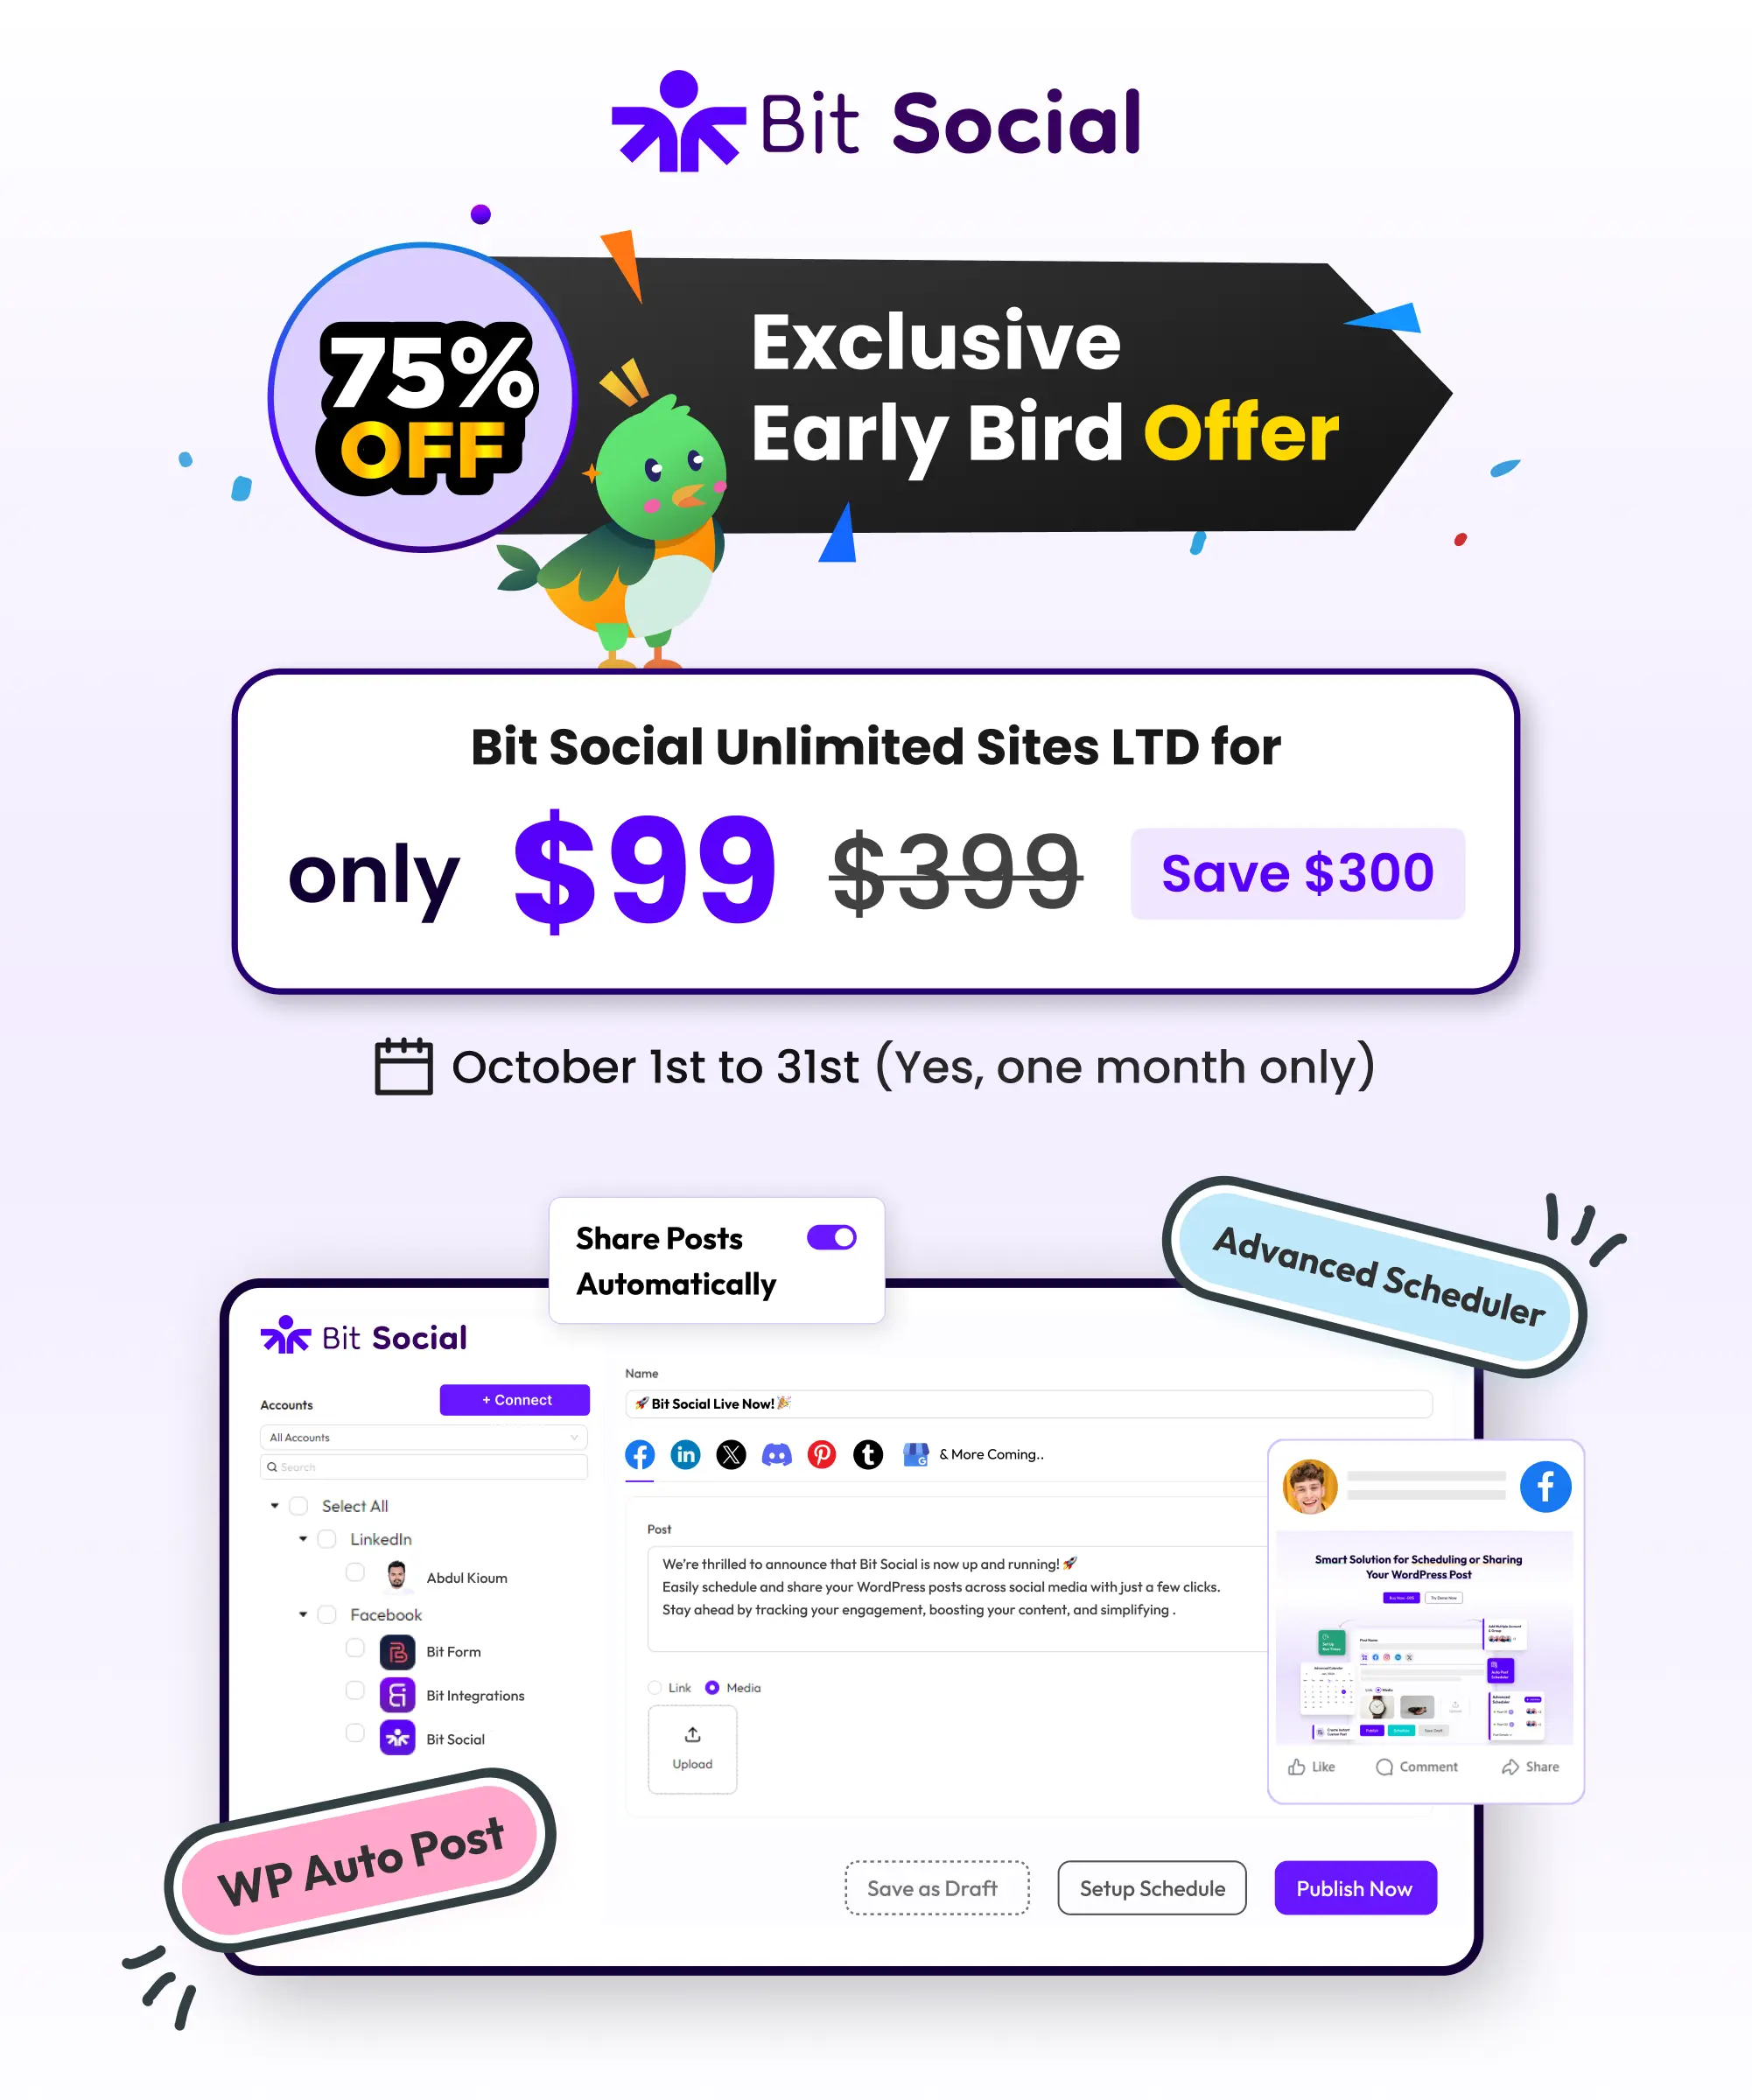 Bit Social
75%
OFF
Exclusive
Early Bird Offer
Bit Social Unlimited Sites LTD for
only $99 $399 Save $300
October 1st to 31st (Yes, one month only)
Share Posts
Automatically
Advanced Scheduler
Bit Social
Accounts
+ Connect
All Accounts
Search
Select All
LinkedIn
Abdul Kioum
Facebook
Bit Form
Bit Integrations
Bit Social
Name
🚀Bit Social Live Now!🎉
& More Coming..
Post
We're thrilled to announce that Bit Social is now up and running! 🚀
Easily schedule and share your WordPress posts across social media with just a few clicks.
Stay ahead by tracking your engagement, boosting your content, and simplifying .
Link Media
Upload
Smart Solution for Scheduling or Sharing
Your WordPress Post
Like Comment Share
WP Auto Post
Save as Draft
Setup Schedule
Publish Now